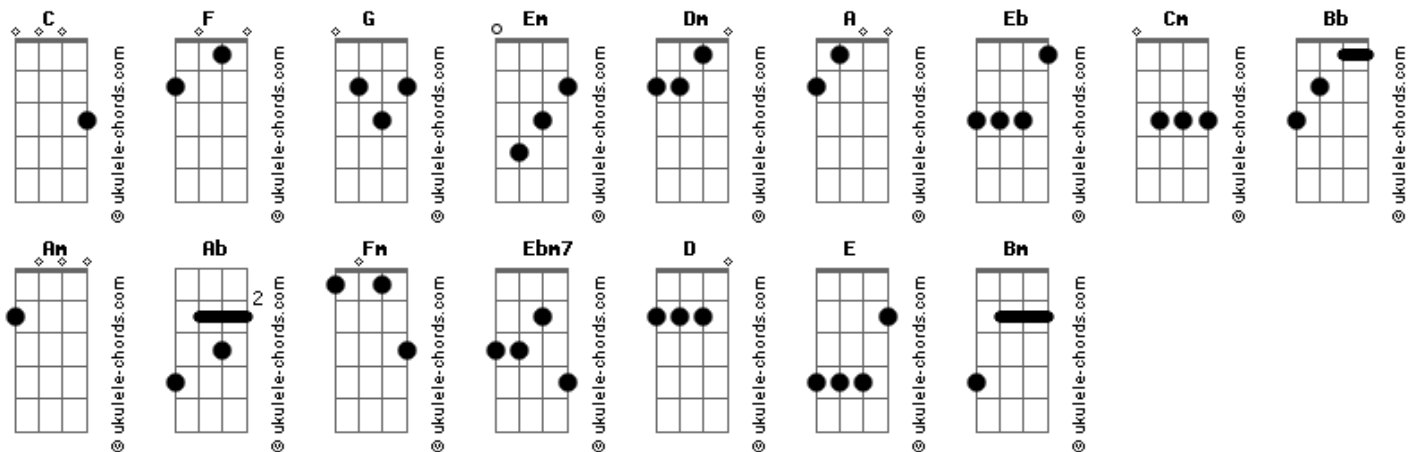 C F G Em Dm A Eb Cm Bb
© ukulele-chords.com © ukulele-chords.com © ukulele-chords.com © ukulele-chords.com © ukulele-chords.com © ukulele-chords.com © ukulele-chords.com © ukulele-chords.com © ukulele-chords.com
Am Ab Fm Ebm7 D E Bm
2
© ukulele-chords.com © ukulele-chords.com © ukulele-chords.com © ukulele-chords.com © ukulele-chords.com © ukulele-chords.com © ukulele-chords.com